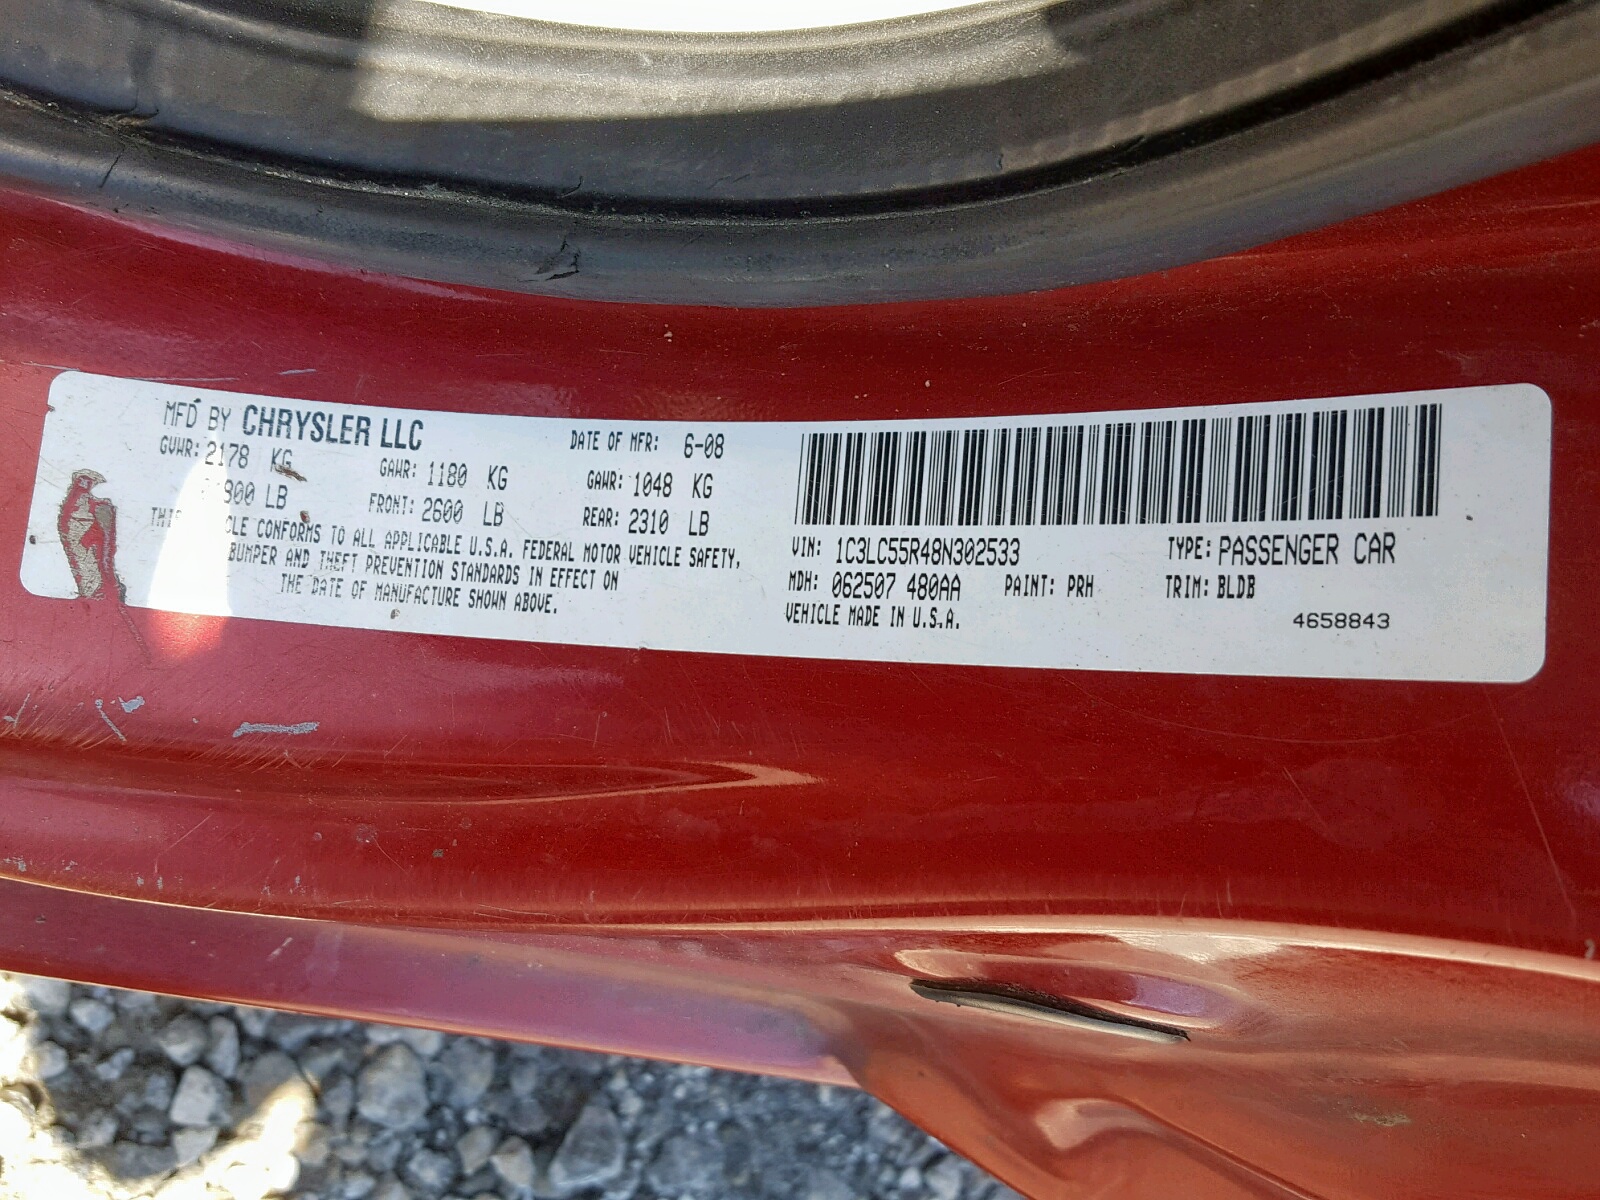 MFD BY CHRYSLER LLC DATE OF MFR: 6-08
GVWR: 2178 KG GAWR: 1180 KG GAWR: 1048 KG
LB FRONT: 2600 LB REAR: 2310 LB
THIS CONFORMS TO ALL APPLICABLE U.S.A. FEDERAL MOTOR VEHICLE SAFETY,
BUMPER AND THEFT PREVENTION STANDARDS IN EFFECT ON
THE DATE OF MANUFACTURE SHOWN ABOVE.
VIN: 1C3LC55R48N302533 TYPE: PASSENGER CAR
MDH: 062507 480AA PAINT: PRH TRIM: BLDB
VEHICLE MADE IN U.S.A. 4658843